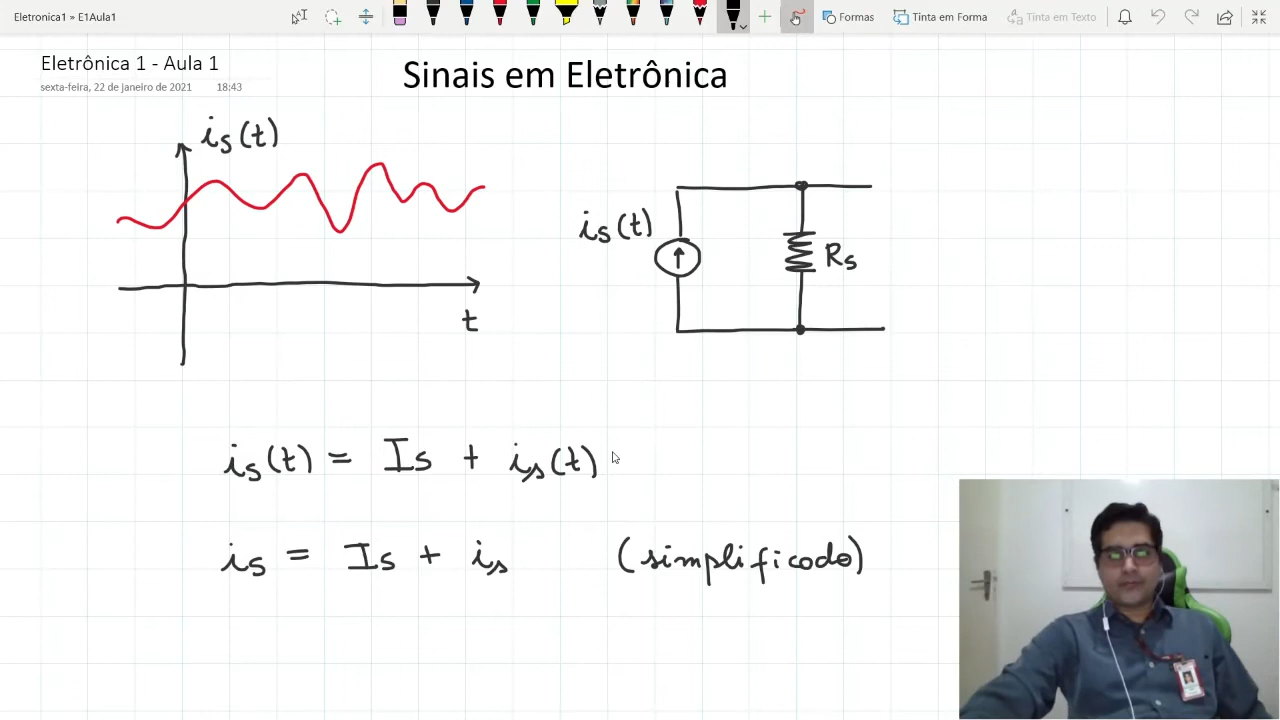 Eletronica1 » E1Aula1
Formas
Tinta em Forma
Tinta em Texto
Eletrônica 1 - Aula 1
sexta-feira, 22 de janeiro de 2021 18:43
Sinais em Eletrônica
iS(t)
t
iS(t)
RS
iS(t) = IS + is(t)
iS = IS + is (simplificodo)